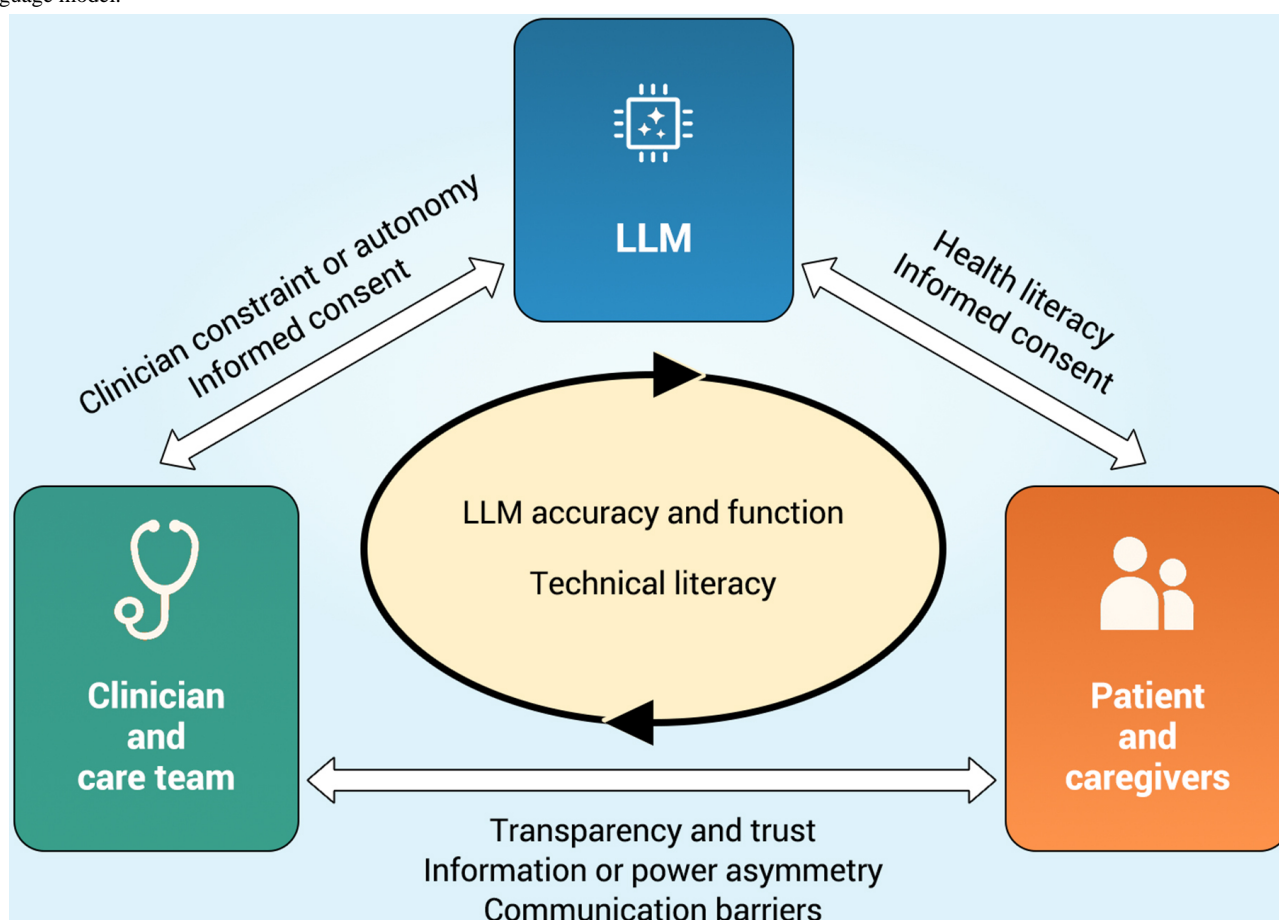 LLM
Clinician constraint or autonomy
Informed consent
Health literacy
Informed consent
LLM accuracy and function
Technical literacy
Clinician
and
care team
Patient
and
caregivers
Transparency and trust
Information or power asymmetry
Communication barriers